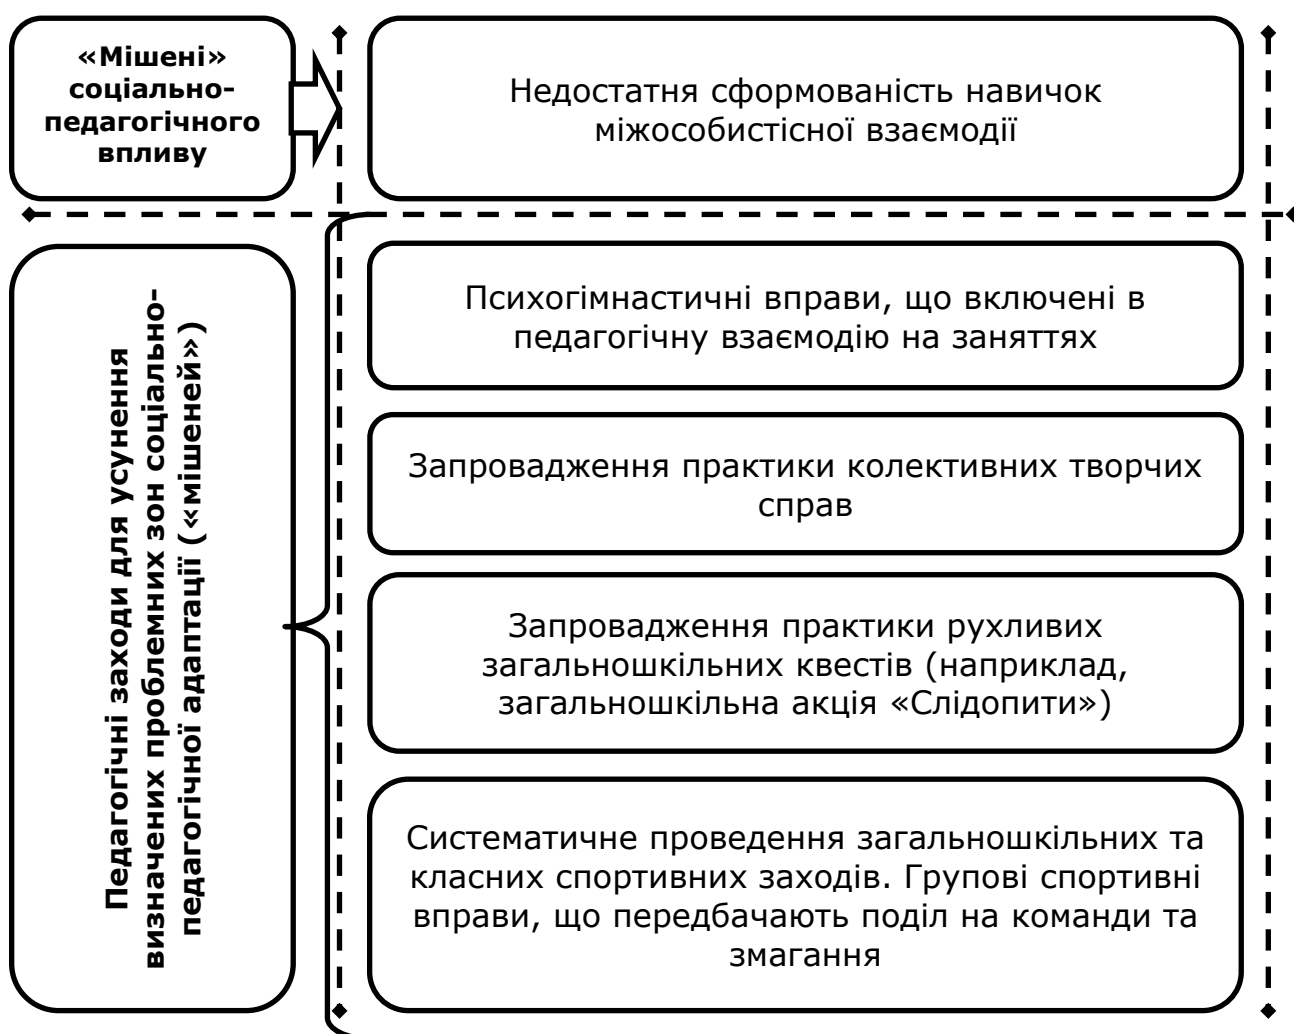 «Мішені»
соціально-
педагогічного
впливу
Недостатня сформованість навичок
міжособистісної взаємодії
Педагогічні заходи для усунення
визначених проблемних зон соціально-
педагогічної адаптації («мішеней»)
Психогімнастичні вправи, що включені в
педагогічну взаємодію на заняттях
Запровадження практики колективних творчих
справ
Запровадження практики рухливих
загальношкільних квестів (наприклад,
загальношкільна акція «Слідопити»)
Систематичне проведення загальношкільних та
класних спортивних заходів. Групові спортивні
вправи, що передбачають поділ на команди та
змагання